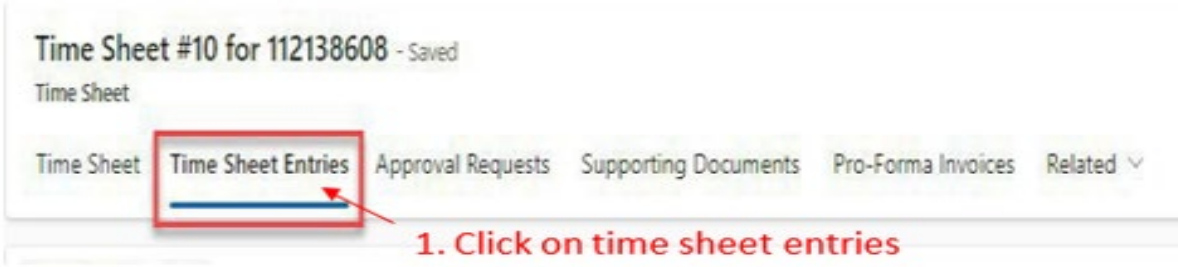 Time Sheet #10 for 112138608 - Saved
Time Sheet
Time Sheet Time Sheet Entries Approval Requests Supporting Documents Pro-Forma Invoices Related
1. Click on time sheet entries